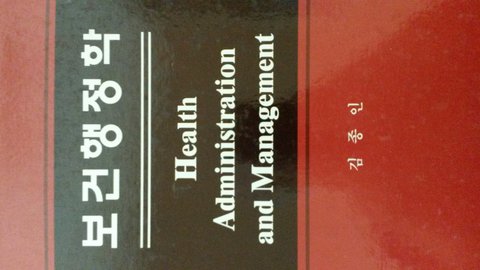 보건행정학
Health
Administration
and Management
김종인